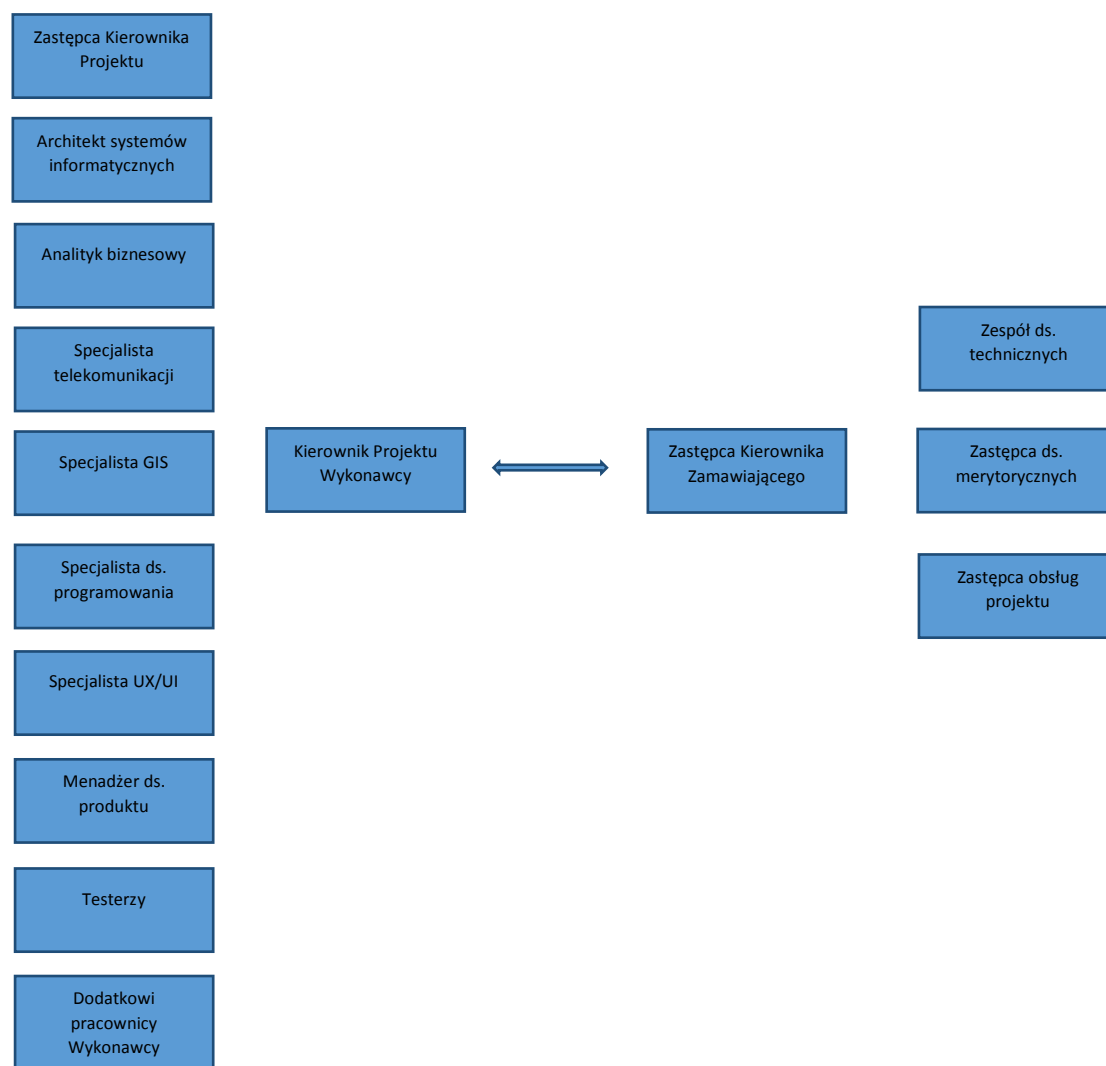 Zastępca Kierownika
Projektu
Architekt systemów
informatycznych
Analityk biznesowy
Specjalista
telekomunikacji
Specjalista GIS
Specjalista ds.
programowania
Specjalista UX/UI
Menadżer ds.
produktu
Testerzy
Dodatkowi
pracownicy
Wykonawcy
Kierownik Projektu
Wykonawcy
Zastępca Kierownika
Zamawiającego
Zespół ds.
technicznych
Zastępca ds.
merytorycznych
Zastępca obsług
projektu